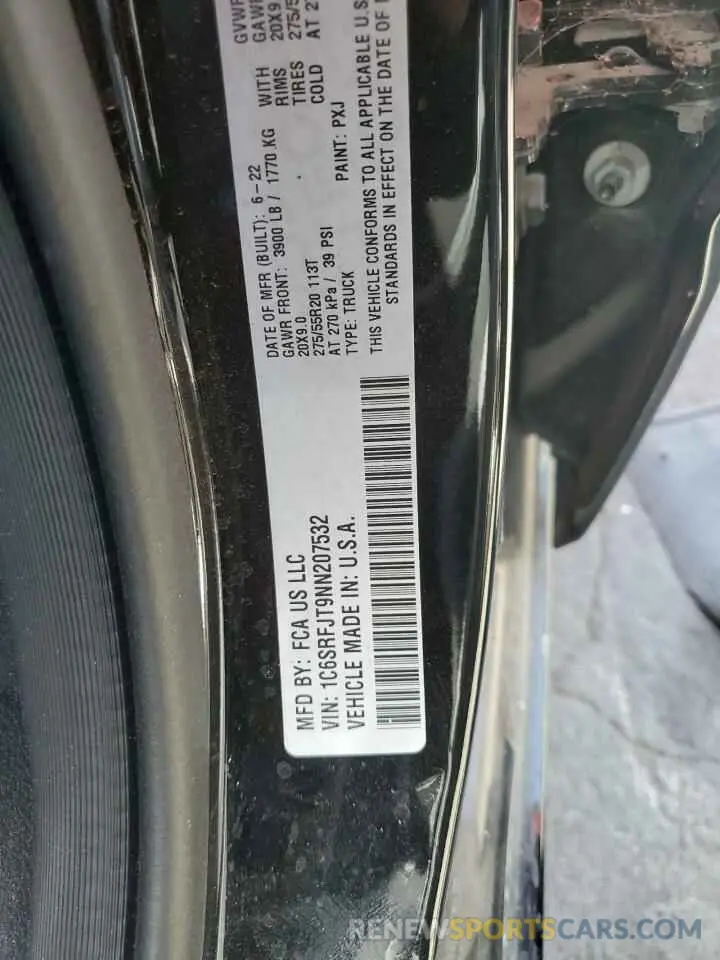 MFD BY: FCA US LLC
VIN: 1C6SRFJT9NN207532
VEHICLE MADE IN: U.S.A.
DATE OF MFR (BUILT): 6-22
GAWR FRONT: 3900 LB / 1770 KG WITH
20X9.0 RIMS
275/55R20 113T TIRES
AT 270 kPa / 39 PSI COLD
TYPE: TRUCK PAINT: PXJ
THIS VEHICLE CONFORMS TO ALL APPLICABLE U.S
STANDARDS IN EFFECT ON THE DATE OF
GVWR
GAWR
20X9
275/5
AT 27
RENEWSPORTSCARS.COM